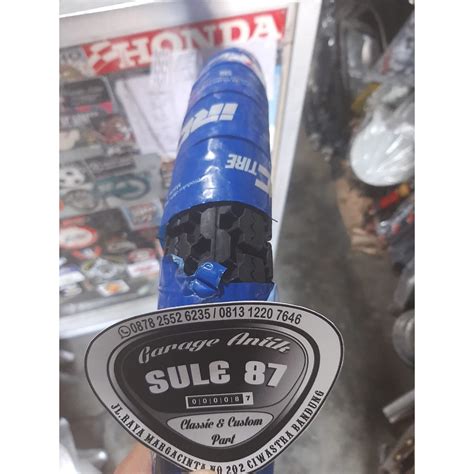 HONDA
iRC
TIRE
0878 2552 6235 / 0813 1220 7646
Garage Antik
SULE 87
000087
Classic & Custom
Part
JL.RAYA MARGACINTA NO 202 CIWASTRA BANDUNG